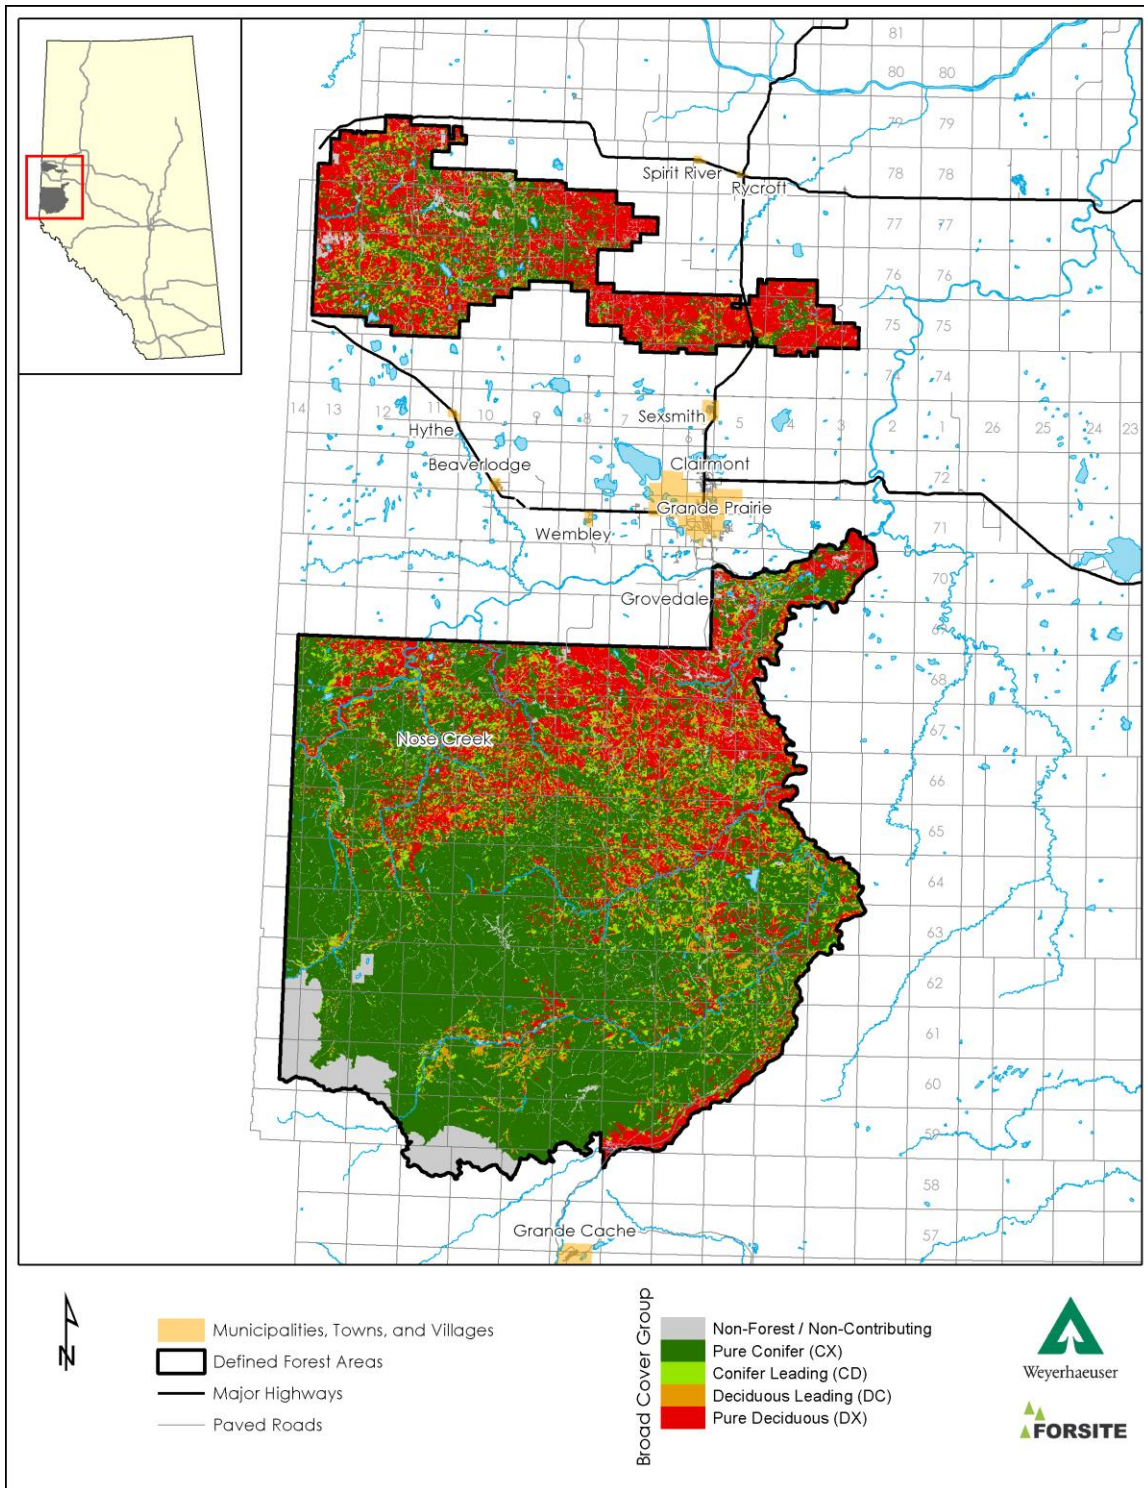 81
80 80
79 79
78 78
77 77
76 76
75 75
74 74
Spirit River
Rycroft
14 13 12 11 10 9 8 7 6 5 4 3 2 1 26 25 24 23
Sexsmith
Hythe
Clairmont
Beaverlodge
72
Grande Prairie
Wembley
71
70
Grovedale
69
68
67
Nose Creek
66
65
64
63
62
61
60
59
58
57
Grande Cache
N
Municipalities, Towns, and Villages
Defined Forest Areas
Major Highways
Paved Roads
Broad Cover Group
Non-Forest / Non-Contributing
Pure Conifer (CX)
Conifer Leading (CD)
Deciduous Leading (DC)
Pure Deciduous (DX)
Weyerhaeuser
FORSITE